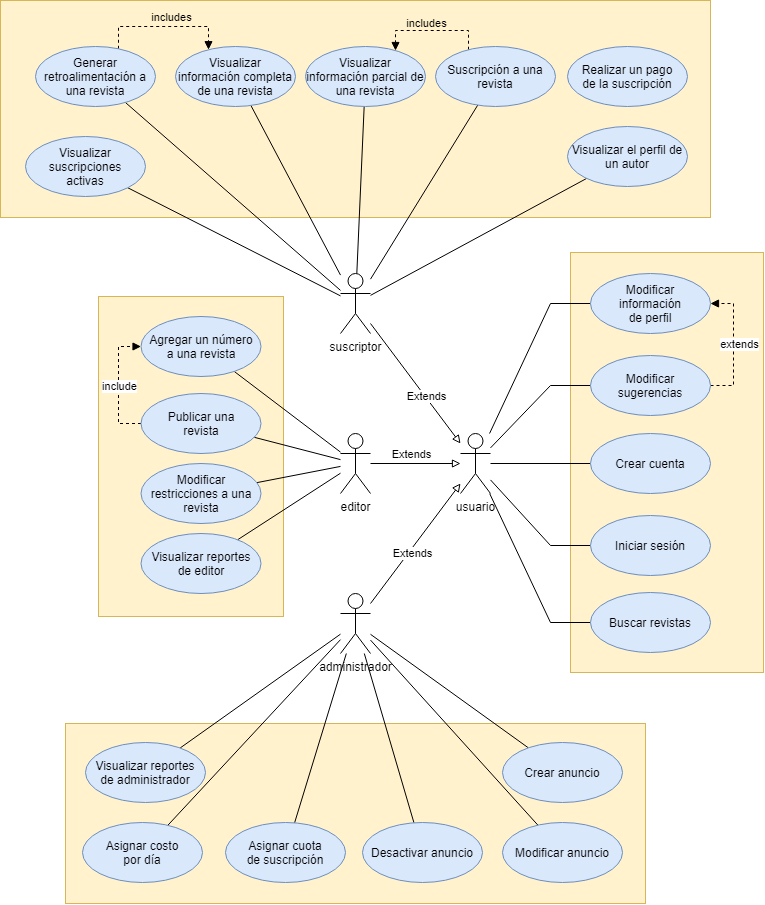 includes
includes
Generar
retroalimentación a
una revista
Visualizar
información completa
de una revista
Visualizar
información parcial de
una revista
Suscripción a una
revista
Realizar un pago
de la suscripción
Visualizar
suscripciones
activas
Visualizar el perfil de
un autor
suscriptor
Agregar un número
a una revista
include
Publicar una
revista
Modificar
restricciones a una
revista
Visualizar reportes
de editor
Extends
Extends
Extends
editor
usuario
Modificar
información
de perfil
extends
Modificar
sugerencias
Crear cuenta
Iniciar sesión
Buscar revistas
administrador
Visualizar reportes
de administrador
Crear anuncio
Asignar costo
por día
Asignar cuota
de suscripción
Desactivar anuncio
Modificar anuncio